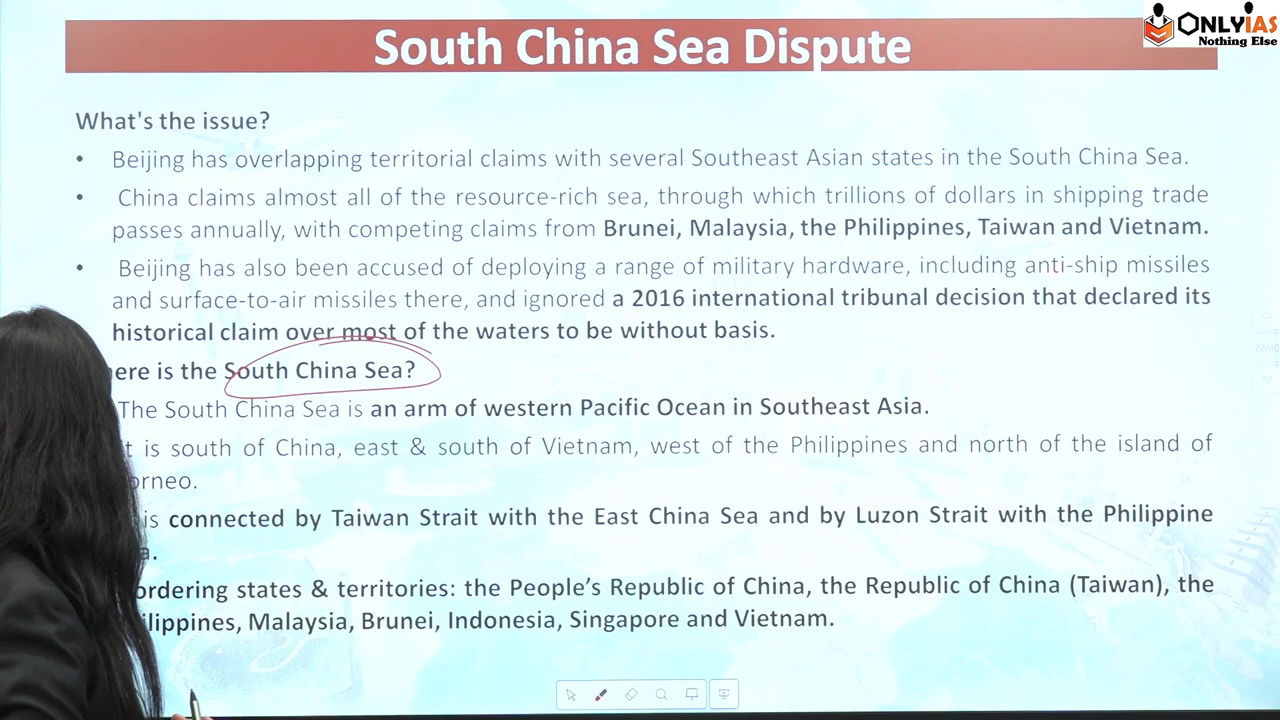 ONLYIAS
Nothing Else
South China Sea Dispute
What's the issue?
• Beijing has overlapping territorial claims with several Southeast Asian states in the South China Sea.
• China claims almost all of the resource-rich sea, through which trillions of dollars in shipping trade
passes annually, with competing claims from Brunei, Malaysia, the Philippines, Taiwan and Vietnam.
• Beijing has also been accused of deploying a range of military hardware, including anti-ship missiles
and surface-to-air missiles there, and ignored a 2016 international tribunal decision that declared its
historical claim over most of the waters to be without basis.
ere is the South China Sea?
The South China Sea is an arm of western Pacific Ocean in Southeast Asia.
t is south of China, east & south of Vietnam, west of the Philippines and north of the island of
orneo.
is connected by Taiwan Strait with the East China Sea and by Luzon Strait with the Philippine
a.
ordering states & territories: the People's Republic of China, the Republic of China (Taiwan), the
ilippines, Malaysia, Brunei, Indonesia, Singapore and Vietnam.